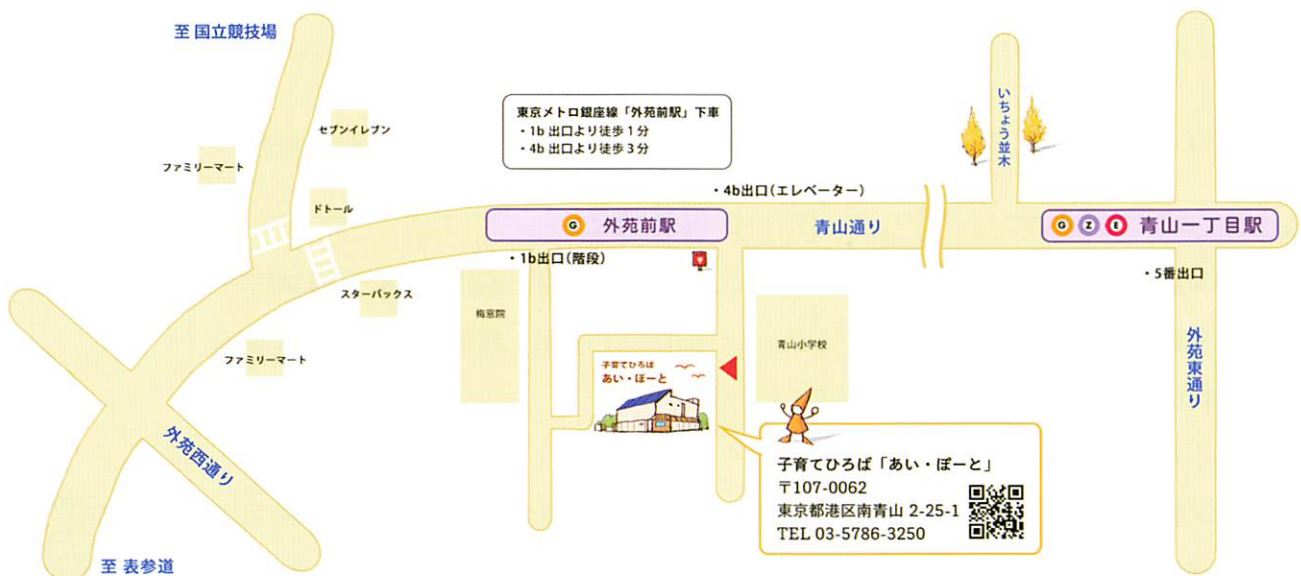 至 国立競技場
セブンイレブン
ファミリーマート
ドトール
東京メトロ銀座線「外苑前駅」下車
・1b 出口より徒歩1分
・4b 出口より徒歩3分
いちょう並木
・4b出口(エレベーター)
G 外苑前駅
青山通り
G Z E 青山一丁目駅
・1b出口(階段)
・5番出口
スターバックス
梅窓院
青山小学校
ファミリーマート
子育てひろば
あい・ぽーと
外苑東通り
外苑西通り
至 表参道
子育てひろば「あい・ぽーと」
〒107-0062
東京都港区南青山 2-25-1
TEL 03-5786-3250